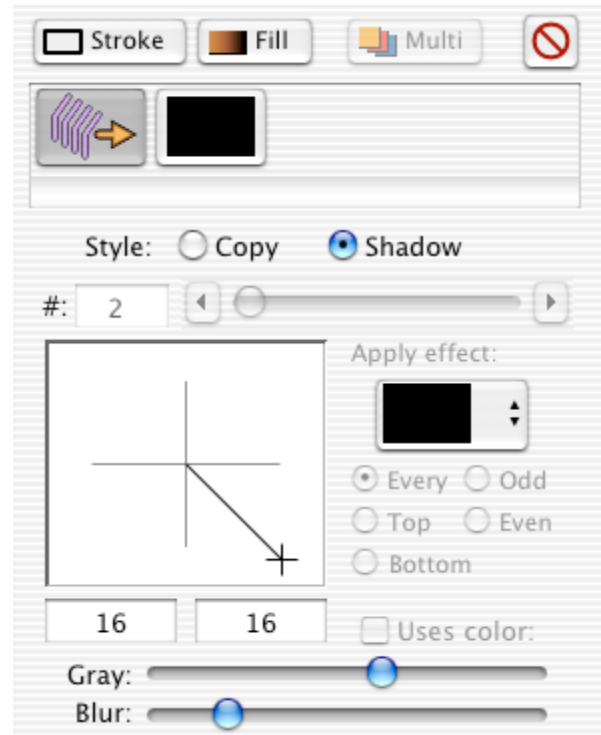 Stroke Fill Multi
Style: Copy Shadow
#: 2
Apply effect:
Every Odd
Top Even
Bottom
16 16 Uses color:
Gray:
Blur: